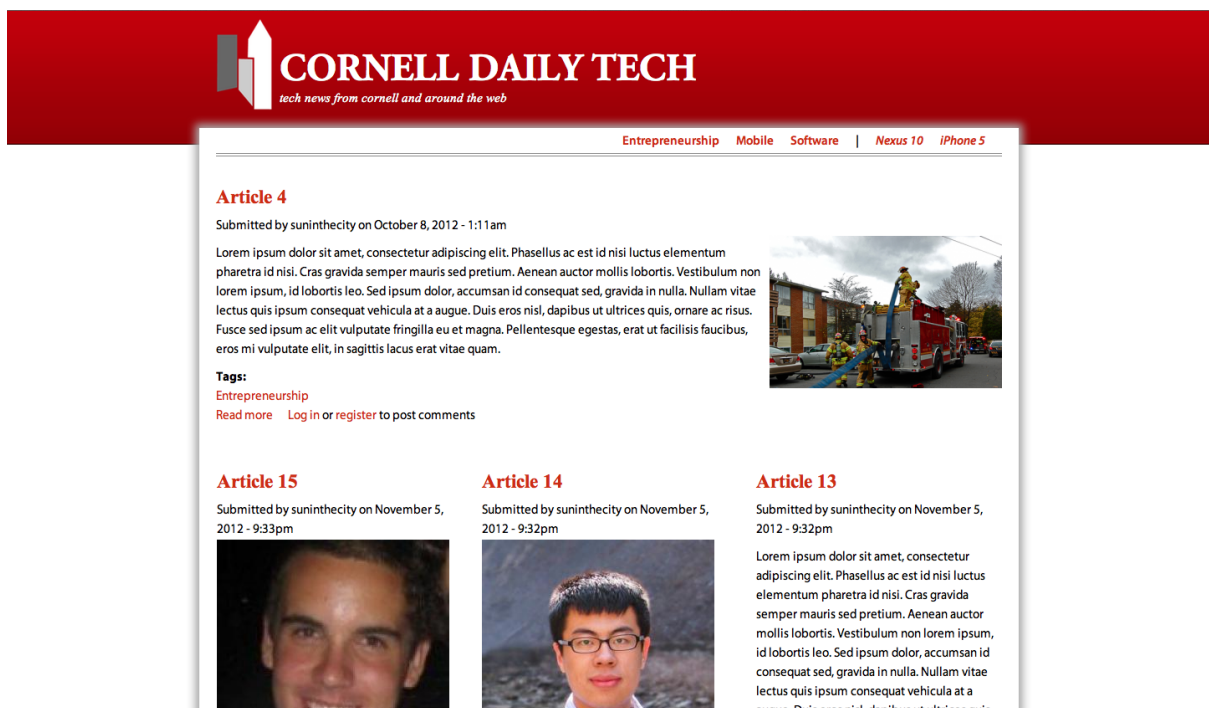 CORNELL DAILY TECH
tech news from cornell and around the web
Entrepreneurship Mobile Software | Nexus 10 iPhone 5
Article 4
Submitted by suninthecity on October 8, 2012 - 1:11am
Lorem ipsum dolor sit amet, consectetur adipiscing elit. Phasellus ac est id nisi luctus elementum
pharetra id nisi. Cras gravida semper mauris sed pretium. Aenean auctor mollis lobortis. Vestibulum non
lorem ipsum, id lobortis leo. Sed ipsum dolor, accumsan id consequat sed, gravida in nulla. Nullam vitae
lectus quis ipsum consequat vehicula at a augue. Duis eros nisl, dapibus ut ultrices quis, ornare ac risus.
Fusce sed ipsum ac elit vulputate fringilla eu et magna. Pellentesque egestas, erat ut facilisis faucibus,
eros mi vulputate elit, in sagittis lacus erat vitae quam.
Tags:
Entrepreneurship
Read more Log in or register to post comments
Article 15
Submitted by suninthecity on November 5,
2012 - 9:33pm
Article 14
Submitted by suninthecity on November 5,
2012 - 9:32pm
Article 13
Submitted by suninthecity on November 5,
2012 - 9:32pm
Lorem ipsum dolor sit amet, consectetur
adipiscing elit. Phasellus ac est id nisi luctus
elementum pharetra id nisi. Cras gravida
semper mauris sed pretium. Aenean auctor
mollis lobortis. Vestibulum non lorem ipsum,
id lobortis leo. Sed ipsum dolor, accumsan id
consequat sed, gravida in nulla. Nullam vitae
lectus quis ipsum consequat vehicula at a